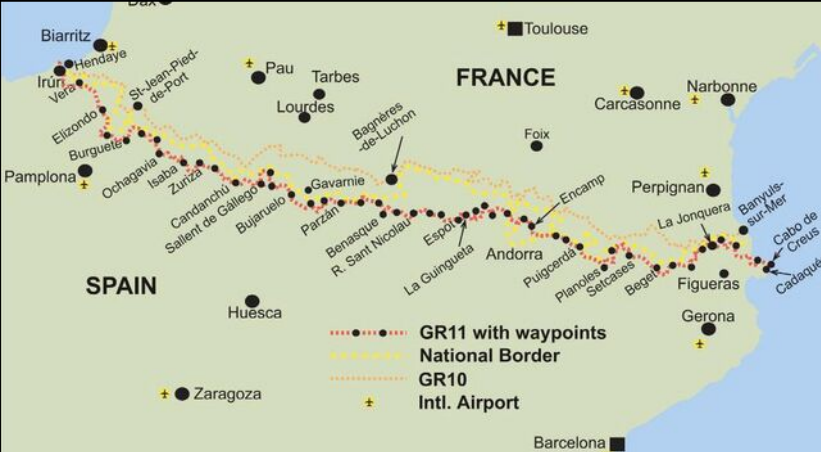 Dax
Biarritz
Hendaye
Irún
Vera
St-Jean-Pied-
de-Port
Elizondo
Burguete
Pamplona
Ochagavia
Isaba
Zuriza
Candanchú
Sallent de Gállego
Bujaruelo
Gavarnie
Parzán
Pau
Tarbes
Lourdes
Bagnères
-de-Luchon
Benasque
R. Sant Nicolau
Espot
La Guingueta
Toulouse
FRANCE
Foix
Carcasonne
Narbonne
Encamp
Andorra
Puigcerdá
Planoles
Setcases
Beget
Perpignan
La Jonquera
Banyuls-
sur-Mer
Cabo de
Creus
Cadaqué
Figueras
Gerona
SPAIN
Huesca
Zaragoza
Barcelona
GR11 with waypoints
National Border
GR10
Intl. Airport